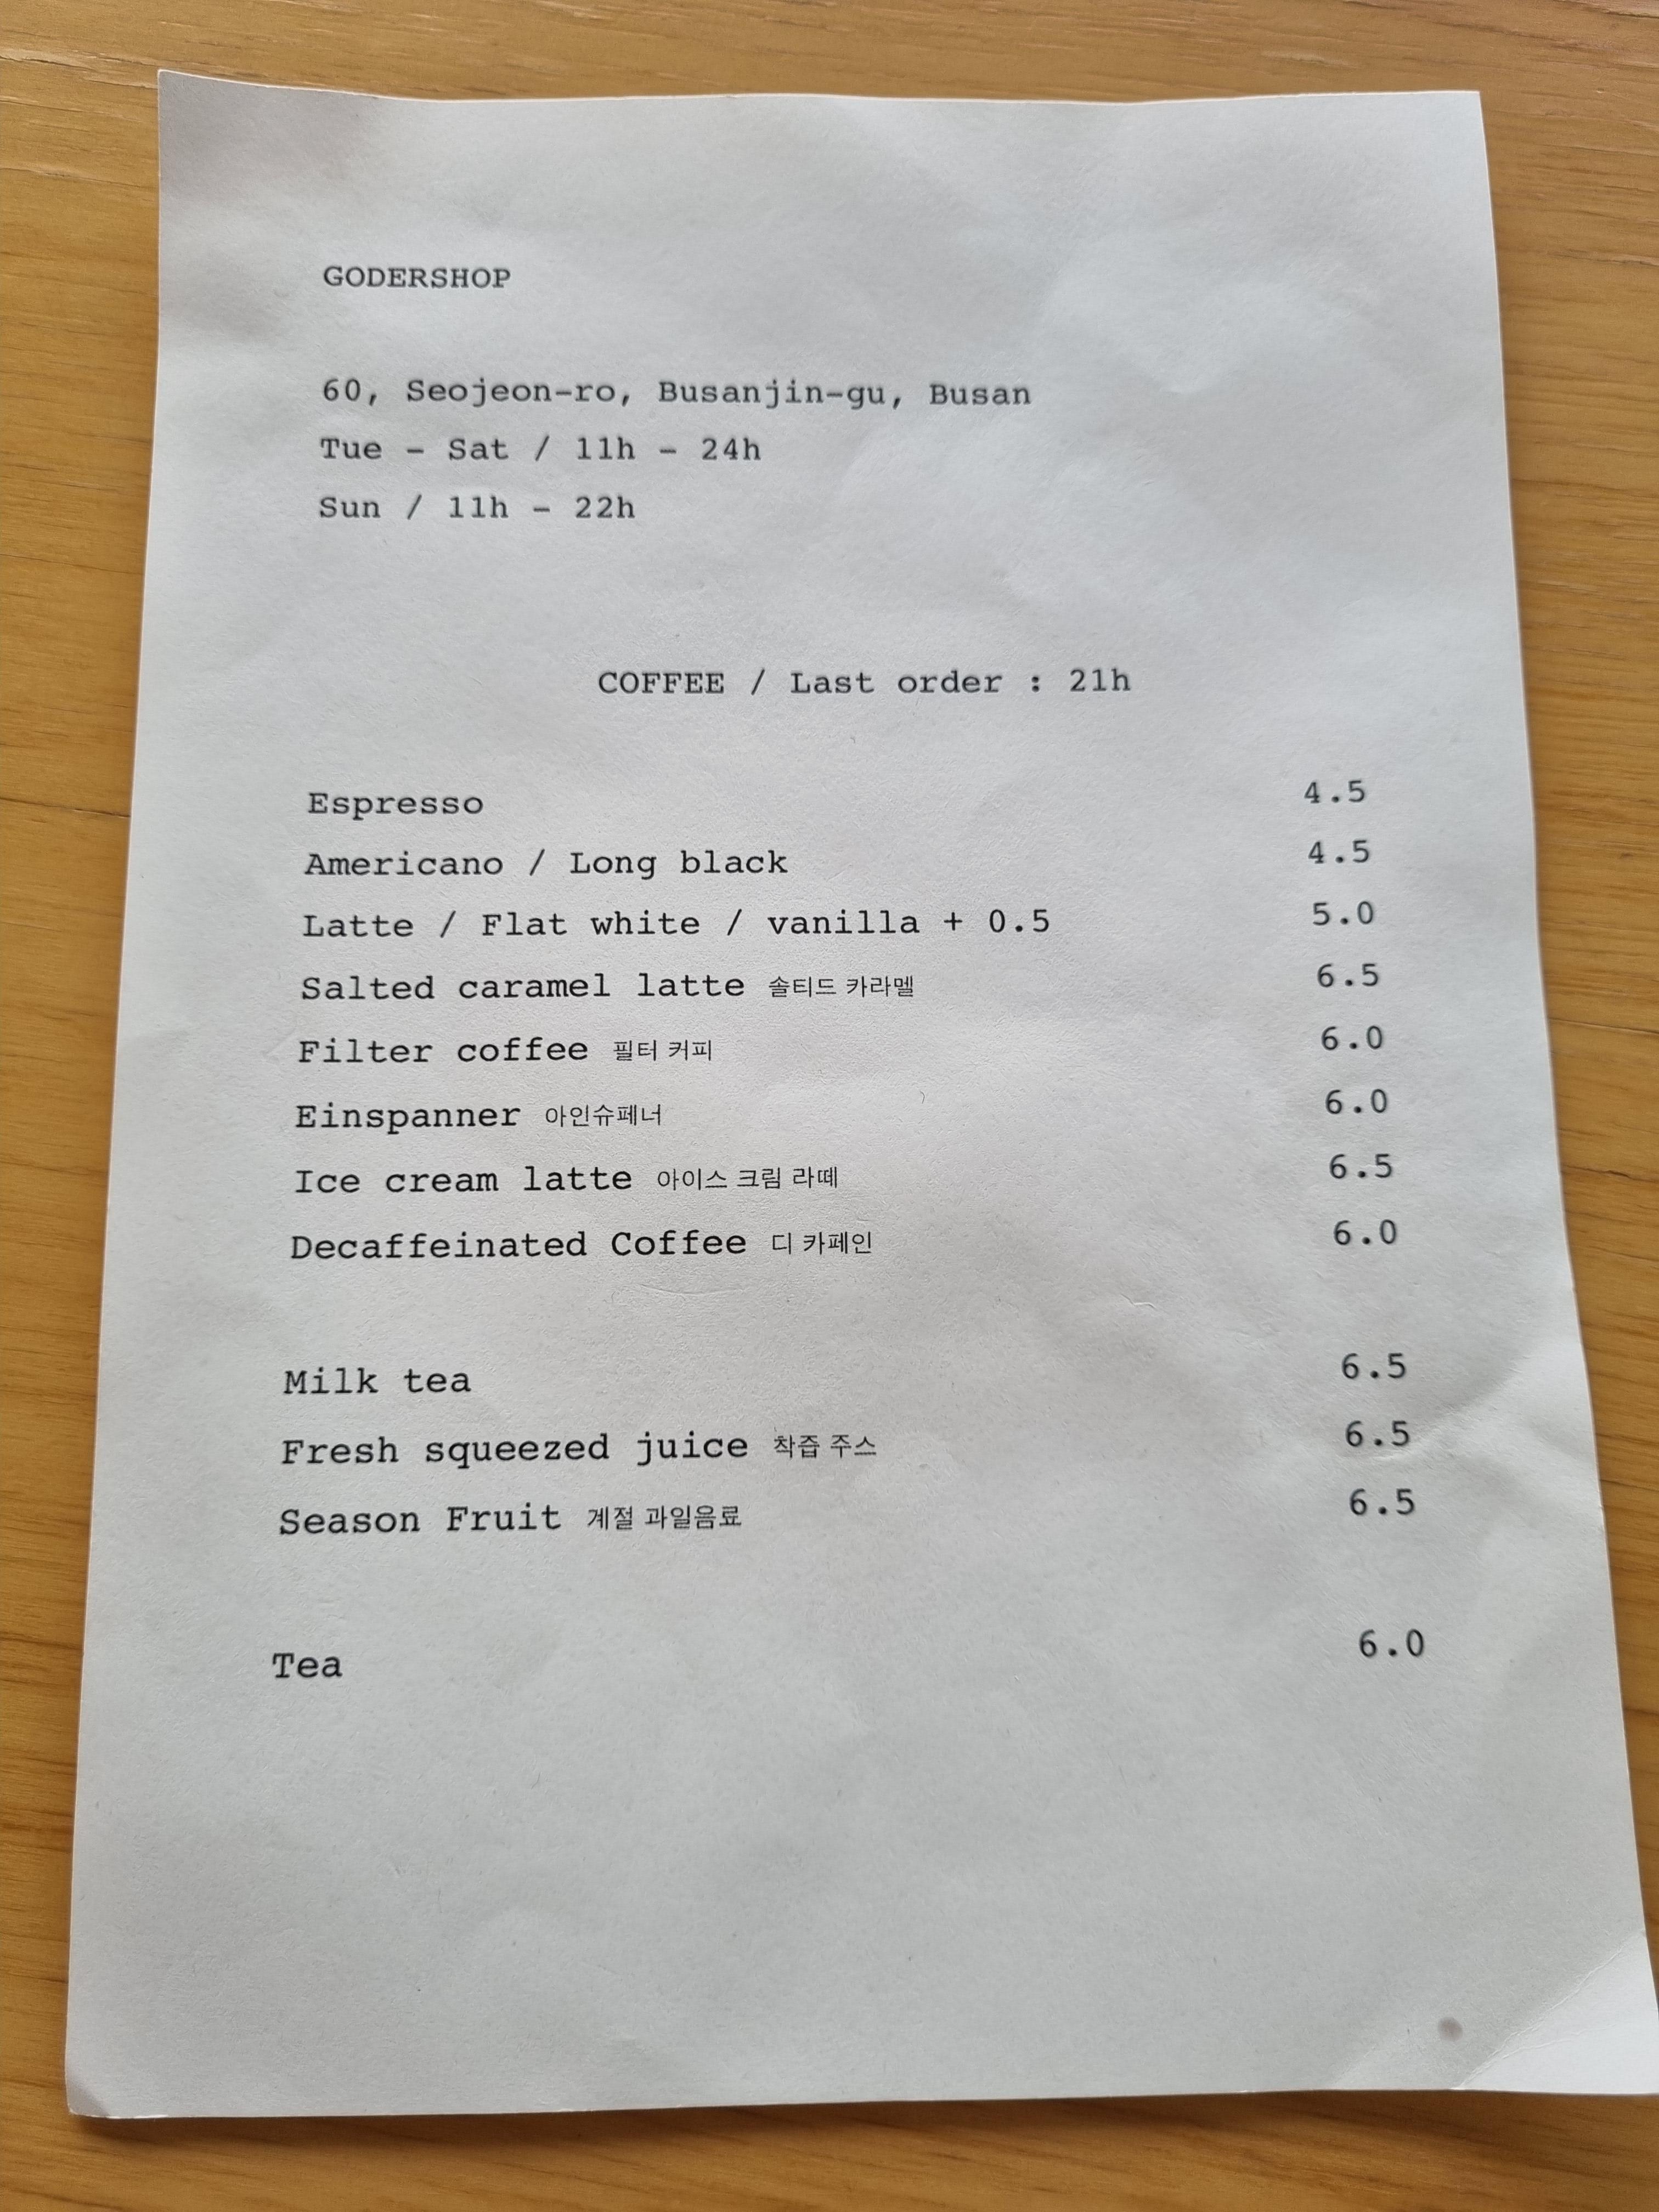 GODERSHOP
60, Seojeon-ro, Busanjin-gu, Busan
Tue - Sat / 11h - 24h
Sun / 11h - 22h
COFFEE / Last order : 21h
Espresso 4.5
Americano / Long black 4.5
Latte / Flat white / vanilla + 0.5 5.0
Salted caramel latte 솔티드 카라멜 6.5
Filter coffee 필터 커피 6.0
Einspanner 아인슈페너 6.0
Ice cream latte 아이스 크림 라떼 6.5
Decaffeinated Coffee 디 카페인 6.0
Milk tea 6.5
Fresh squeezed juice 착즙 주스 6.5
Season Fruit 계절 과일음료 6.5
Tea 6.0